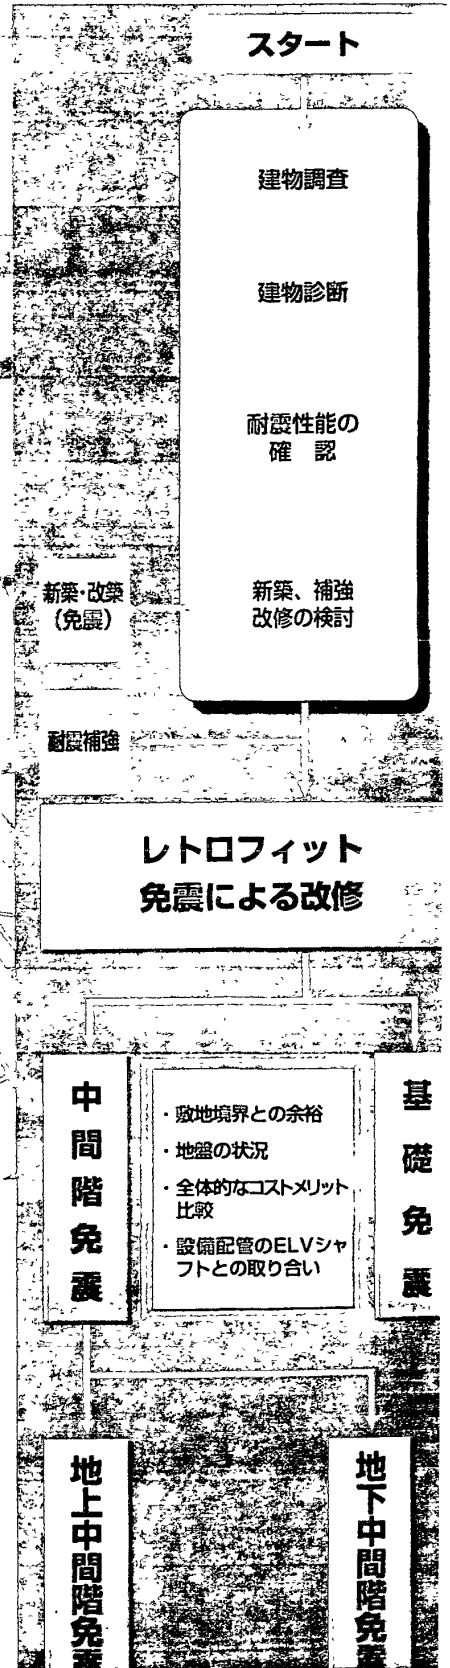 スタート
建物調査
建物診断
耐震性能の
確　認
新築、補強
改修の検討
新築・改築
(免震)
耐震補強
レトロフィット
免震による改修
中間階免震
・敷地境界との余裕
・地盤の状況
・全体的なコストメリット
比較
・設備配管のELVシャ
フトとの取り合い
基礎免震
地上中間階免震
地下中間階免震